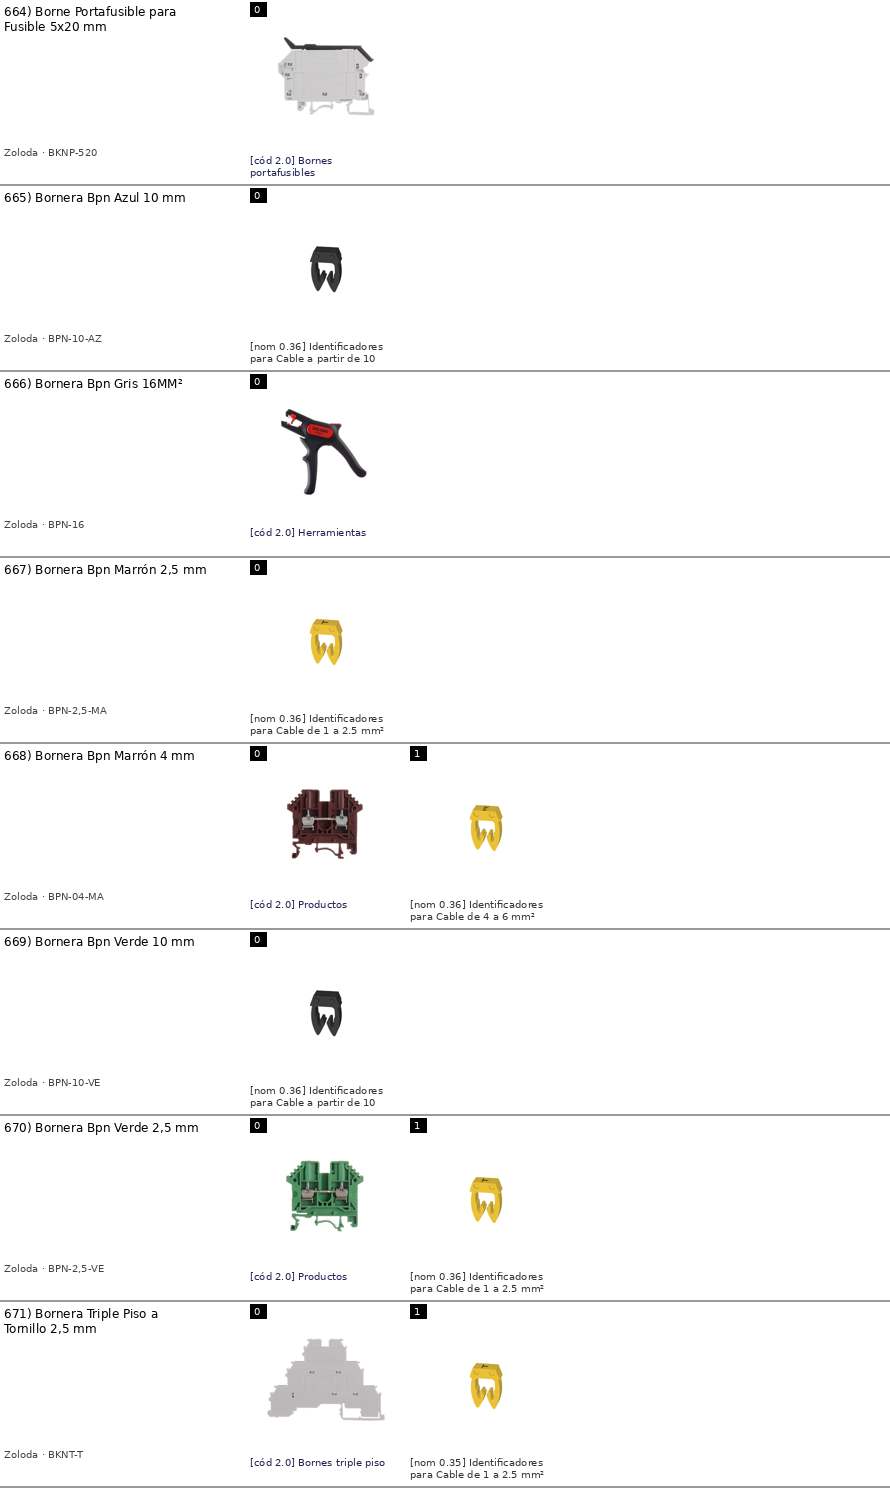 664) Borne Portafusible para
Fusible 5x20 mm
0
Zoloda · BKNP-520
[cód 2.0] Bornes
portafusibles
665) Bornera Bpn Azul 10 mm
0
Zoloda · BPN-10-AZ
[nom 0.36] Identificadores
para Cable a partir de 10
666) Bornera Bpn Gris 16MM²
0
Zoloda · BPN-16
[cód 2.0] Herramientas
667) Bornera Bpn Marrón 2,5 mm
0
Zoloda · BPN-2,5-MA
[nom 0.36] Identificadores
para Cable de 1 a 2.5 mm²
668) Bornera Bpn Marrón 4 mm
0
1
Zoloda · BPN-04-MA
[cód 2.0] Productos
[nom 0.36] Identificadores
para Cable de 4 a 6 mm²
669) Bornera Bpn Verde 10 mm
0
Zoloda · BPN-10-VE
[nom 0.36] Identificadores
para Cable a partir de 10
670) Bornera Bpn Verde 2,5 mm
0
1
Zoloda · BPN-2,5-VE
[cód 2.0] Productos
[nom 0.36] Identificadores
para Cable de 1 a 2.5 mm²
671) Bornera Triple Piso a
Tornillo 2,5 mm
0
1
Zoloda · BKNT-T
[cód 2.0] Bornes triple piso
[nom 0.35] Identificadores
para Cable de 1 a 2.5 mm²